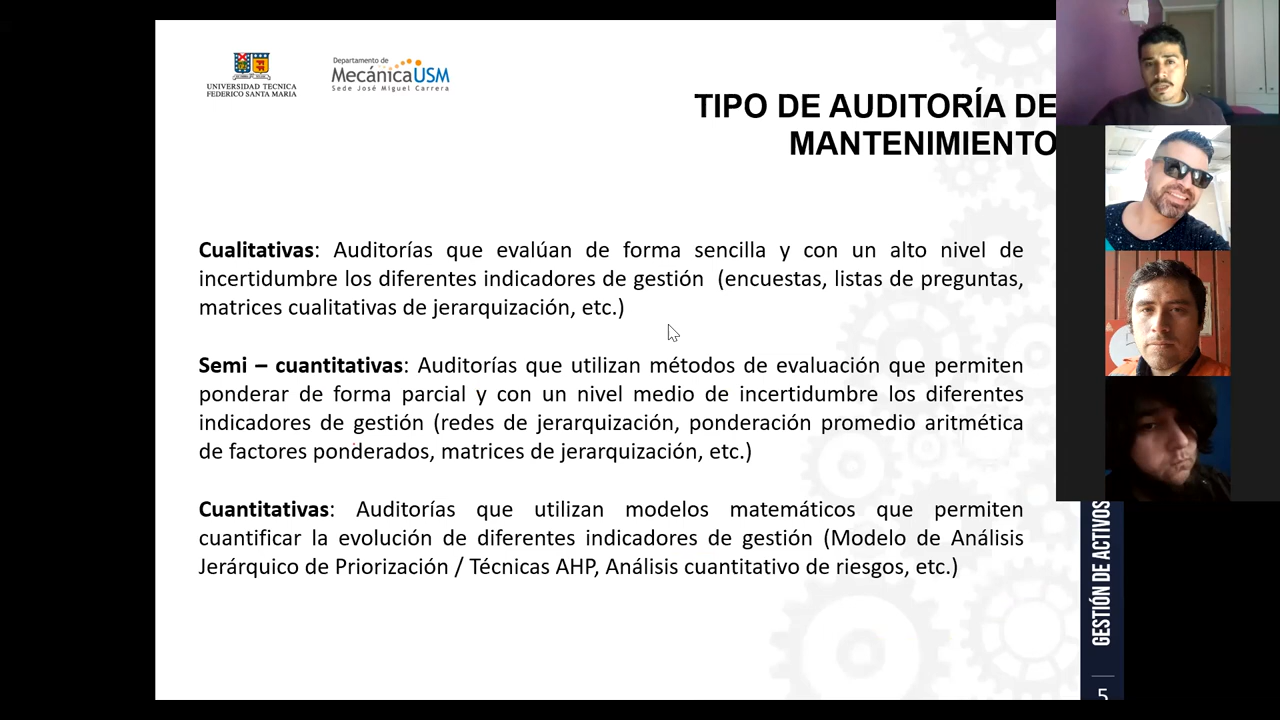 UNIVERSIDAD TÉCNICA
FEDERICO SANTA MARIA
Departamento de
MecánicaUSM
Sede José Miguel Carrera
TIPO DE AUDITORÍA DE
MANTENIMIENTO
Cualitativas: Auditorías que evalúan de forma sencilla y con un alto nivel de
incertidumbre los diferentes indicadores de gestión (encuestas, listas de preguntas,
matrices cualitativas de jerarquización, etc.)
Semi – cuantitativas: Auditorías que utilizan métodos de evaluación que permiten
ponderar de forma parcial y con un nivel medio de incertidumbre los diferentes
indicadores de gestión (redes de jerarquización, ponderación promedio aritmética
de factores ponderados, matrices de jerarquización, etc.)
Cuantitativas: Auditorías que utilizan modelos matemáticos que permiten
cuantificar la evolución de diferentes indicadores de gestión (Modelo de Análisis
Jerárquico de Priorización / Técnicas AHP, Análisis cuantitativo de riesgos, etc.)
GESTIÓN DE ACTIVOS
5